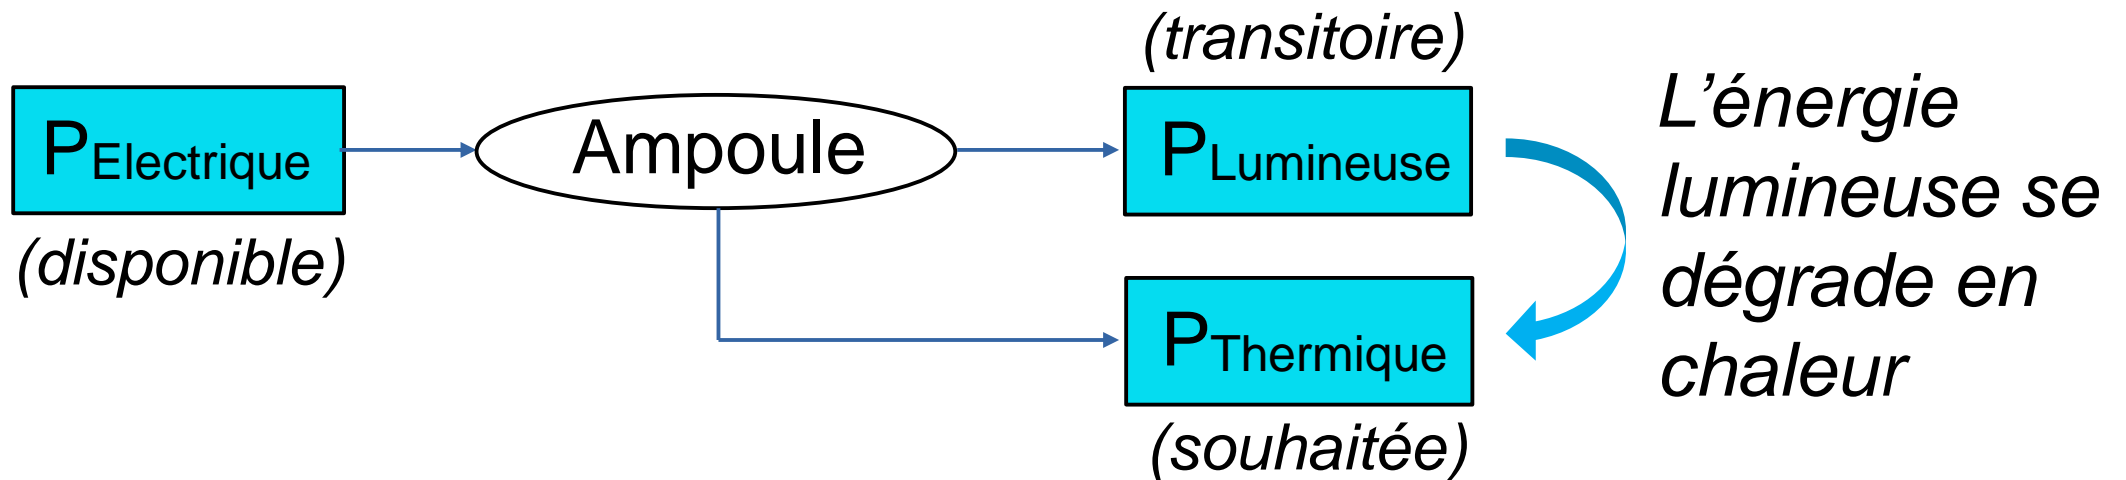 (transitoire)
PElectrique
Ampoule
PLumineuse
(disponible)
PThermique
(souhaitée)
L’énergie
lumineuse se
dégrade en
chaleur